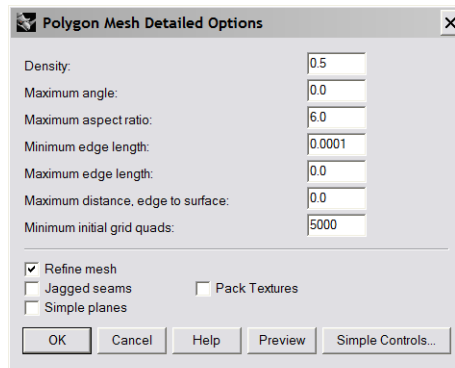 Polygon Mesh Detailed Options
Density: 0.5
Maximum angle: 0.0
Maximum aspect ratio: 6.0
Minimum edge length: 0.0001
Maximum edge length: 0.0
Maximum distance, edge to surface: 0.0
Minimum initial grid quads: 5000
Refine mesh
Jagged seams Pack Textures
Simple planes
OK Cancel Help Preview Simple Controls...